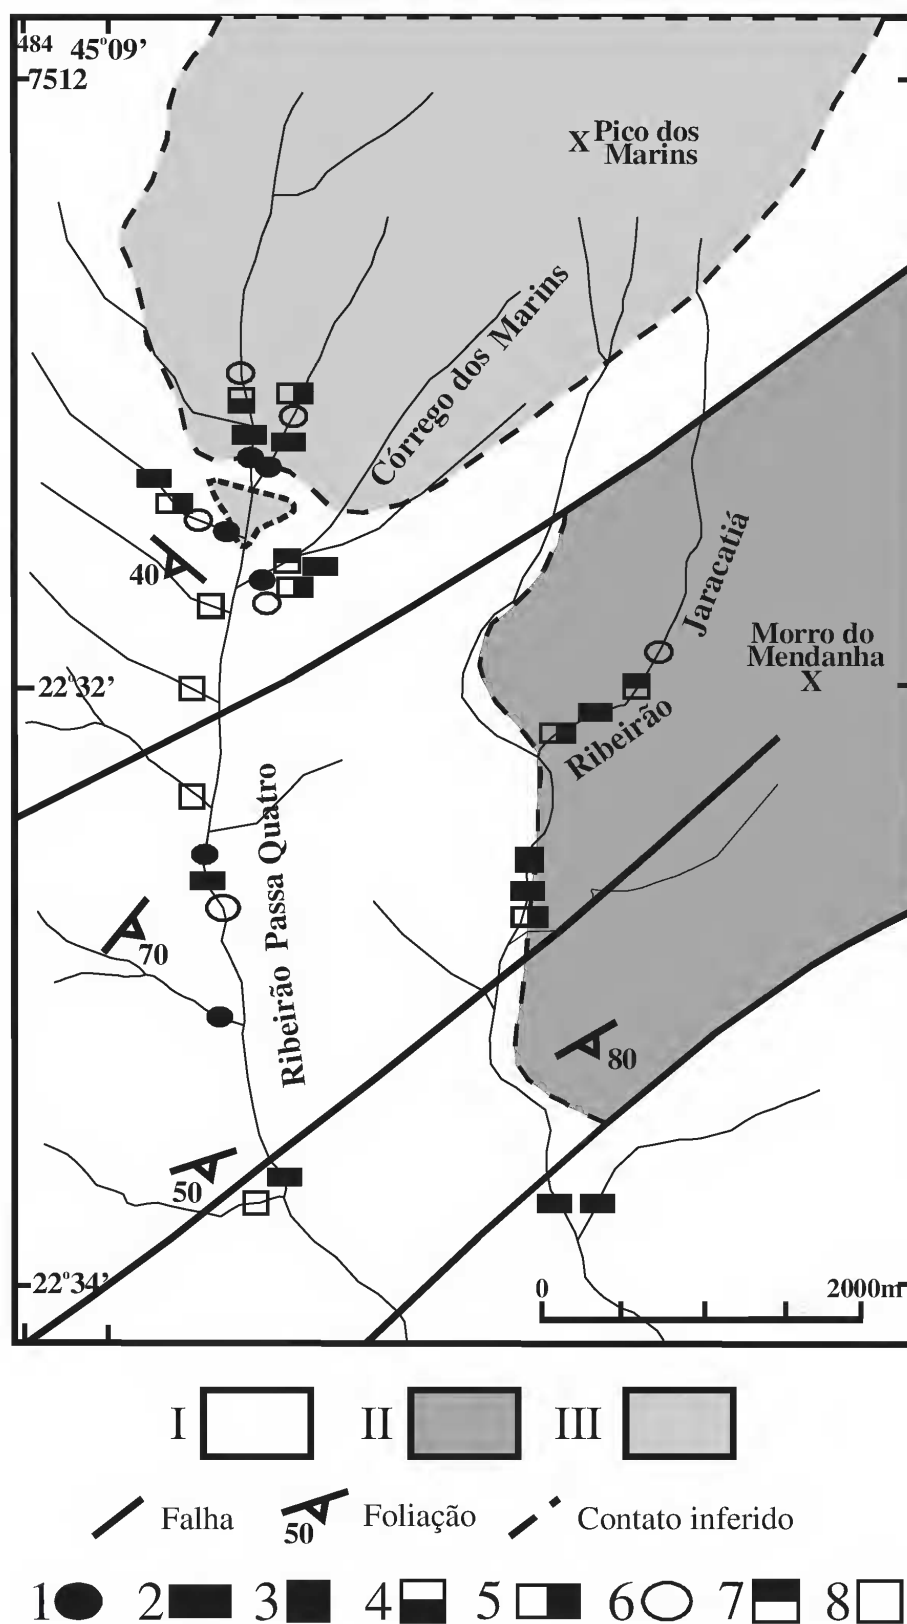 484 45°09’
7512
X Pico dos
Marins
Córrego dos Marins
40
Jaracatiá
Morro do
Mendanha
X
22°32’
Ribeirão
Ribeirão Passa Quatro
70
80
50
22°34’
0 2000m
I II III
Falha 50 Foliação Contato inferido
1 2 3 4 5 6 7 8